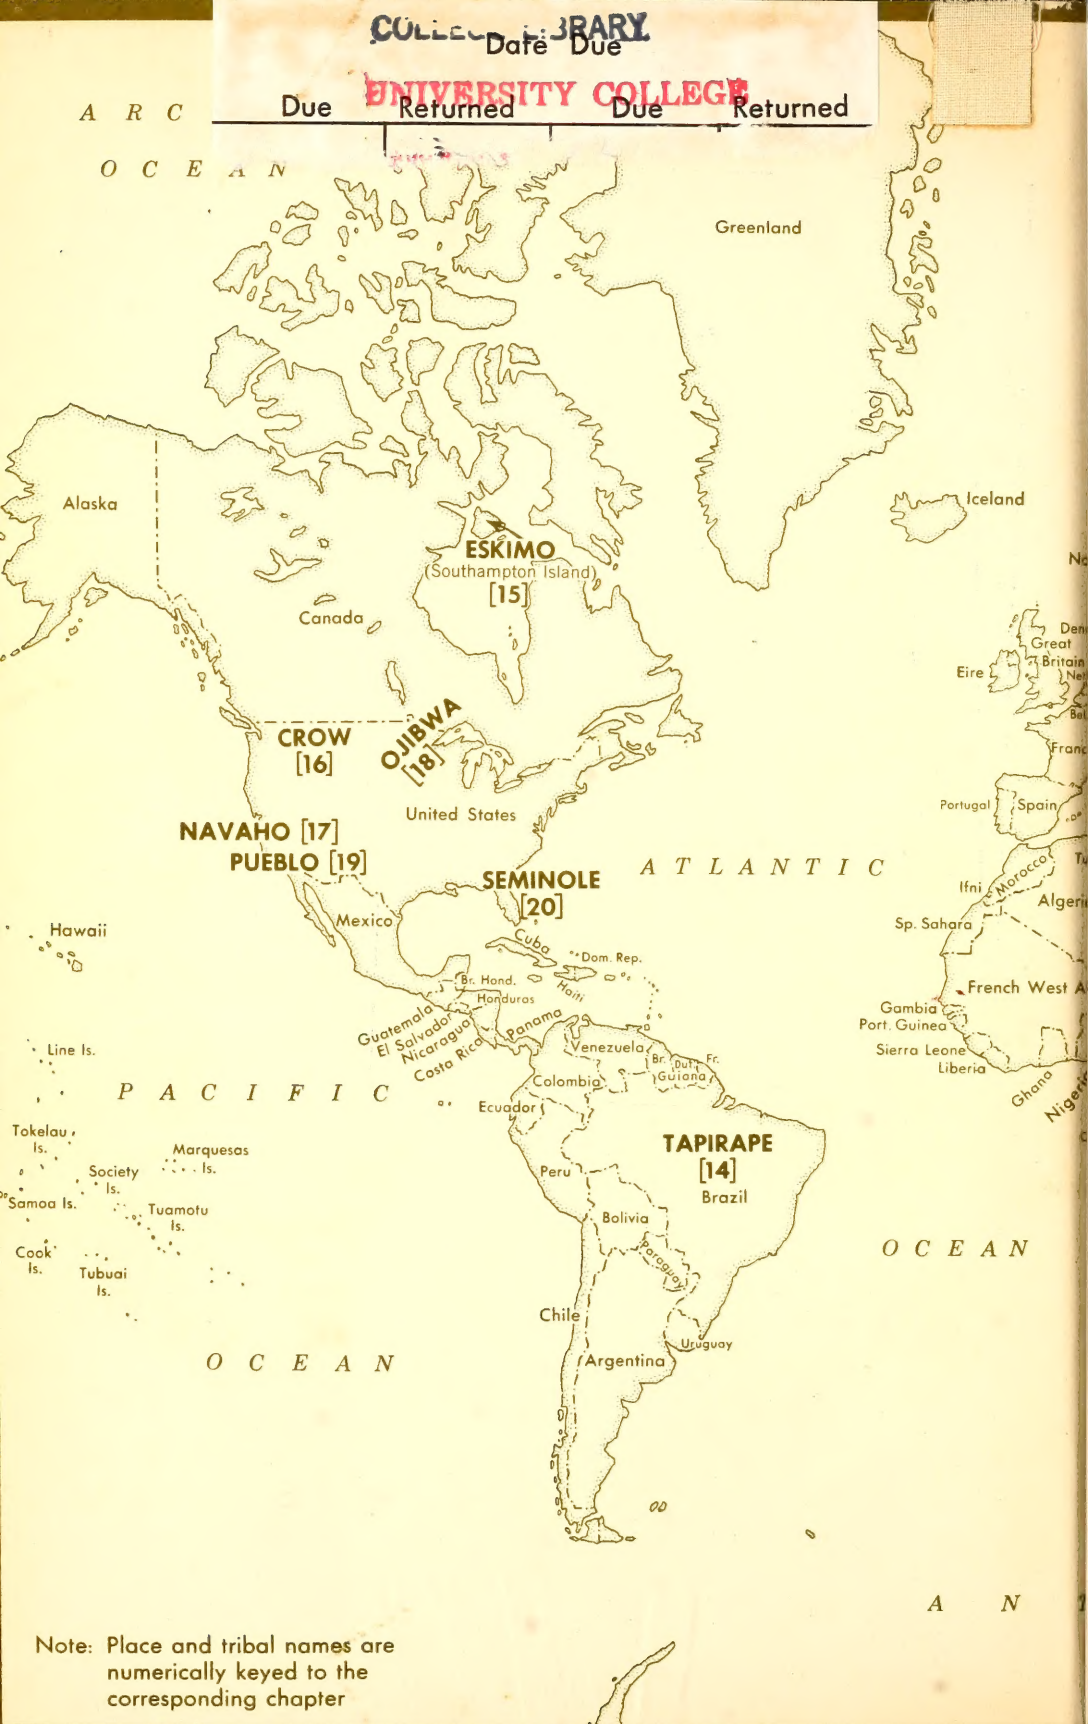 COLLEGE LIBRARY
Date Due
UNIVERSITY COLLEGE
Due Returned Due Returned
A R C
O C E A N
Greenland
Alaska
Iceland
ESKIMO
(Southampton Island)
[15]
Canada
Great
Britain
Eire
CROW
[16]
OJIBWA
[18]
United States
Portugal
Spain
NAVAHO [17]
PUEBLO [19]
A T L A N T I C
SEMINOLE
[20]
Morocco
Ifni
Sp. Sahara
Mexico
Hawaii
Cuba
Dom. Rep.
Haiti
Br. Hond.
Honduras
Guatemala
El Salvador
Nicaragua
Costa Rica
Panama
French West A
Gambia
Port. Guinea
Sierra Leone
Liberia
Ghana
Line Is.
Venezuela
Br. Dut. Fr.
Guiana
Colombia
P A C I F I C
Ecuador
Tokelau
Is.
Marquesas
Is.
TAPIRAPE
[14]
Brazil
Society
Is.
Peru
Samoa Is.
Tuamotu
Is.
Bolivia
Paraguay
Cook
Is.
Tubuai
Is.
O C E A N
Chile
Uruguay
Argentina
O C E A N
A N
Note: Place and tribal names are
numerically keyed to the
corresponding chapter